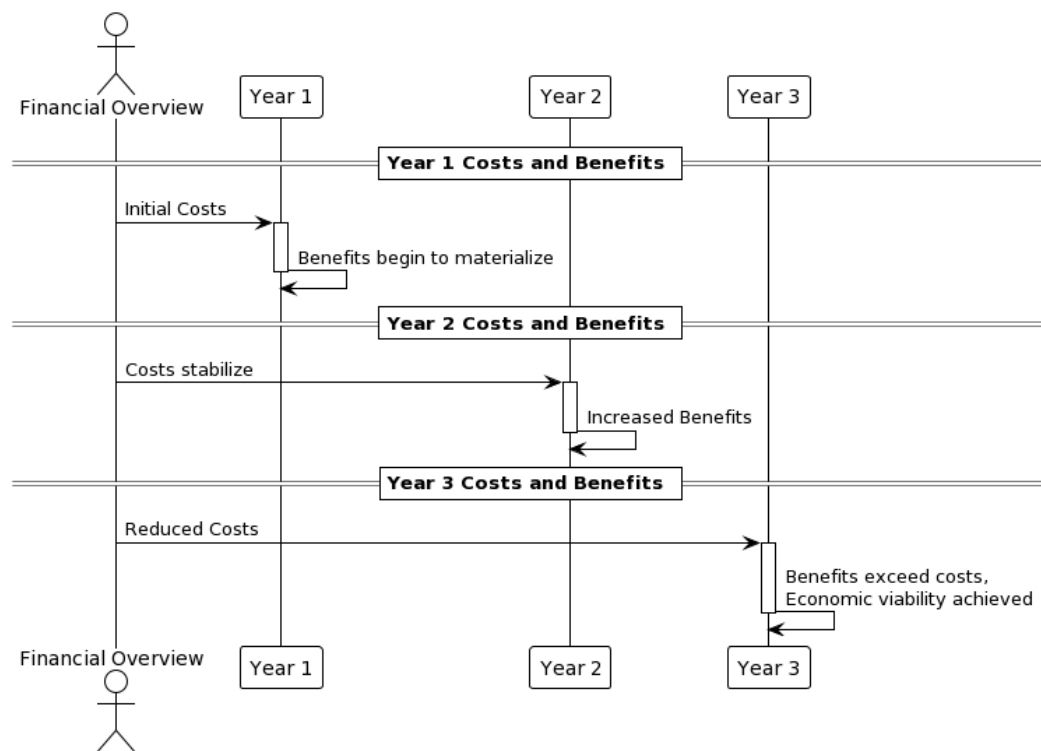 Financial Overview
Year 1
Year 2
Year 3
Year 1 Costs and Benefits
Initial Costs
Benefits begin to materialize
Year 2 Costs and Benefits
Costs stabilize
Increased Benefits
Year 3 Costs and Benefits
Reduced Costs
Benefits exceed costs,
Economic viability achieved
Financial Overview
Year 1
Year 2
Year 3